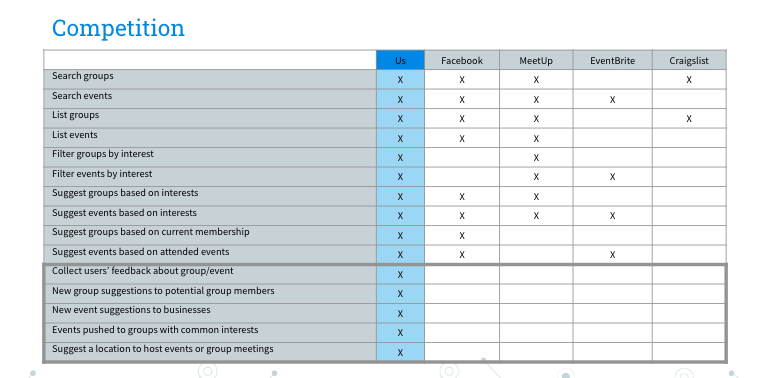 Competition
Us Facebook MeetUp EventBrite Craigslist
Search groups X X X X
Search events X X X X
List groups X X X X
List events X X X
Filter groups by interest X X
Filter events by interest X X X
Suggest groups based on interests X X X
Suggest events based on interests X X X X
Suggest groups based on current membership X X
Suggest events based on attended events X X X
Collect users' feedback about group/event X
New group suggestions to potential group members X
New event suggestions to businesses X
Events pushed to groups with common interests X
Suggest a location to host events or group meetings X